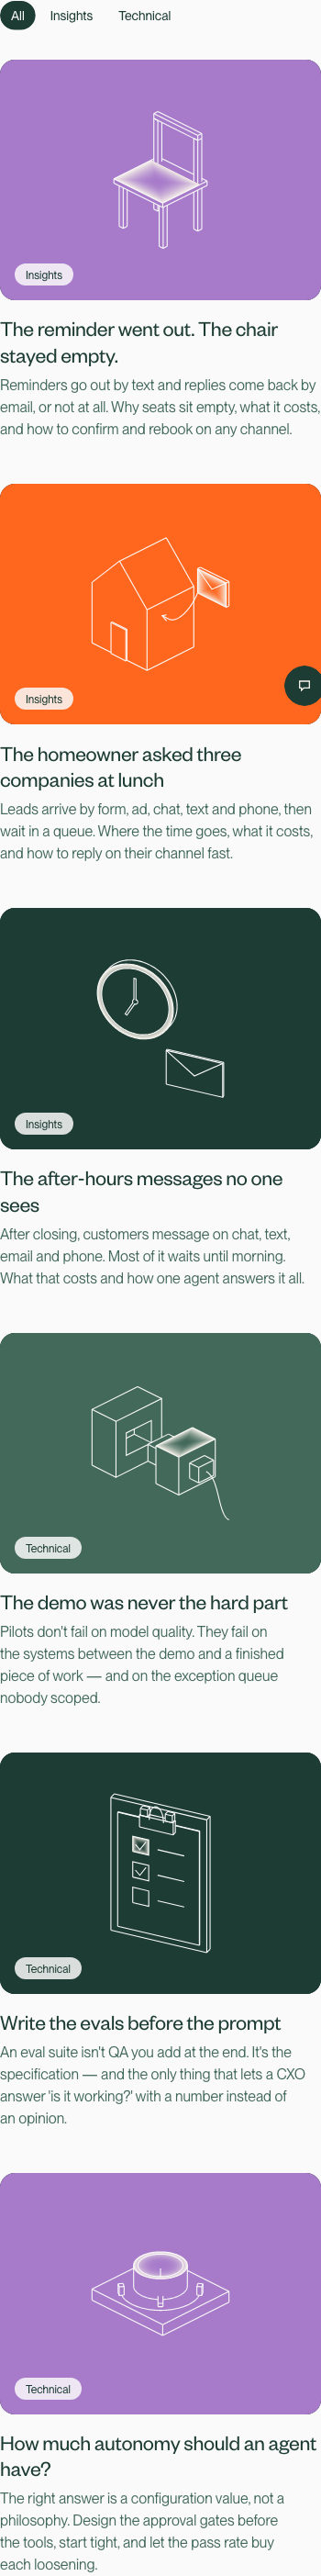 All Insights Technical
Insights
The reminder went out. The chair
stayed empty.
Reminders go out by text and replies come back by
email, or not at all. Why seats sit empty, what it costs,
and how to confirm and rebook on any channel.
Insights
The homeowner asked three
companies at lunch
Leads arrive by form, ad, chat, text and phone, then
wait in a queue. Where the time goes, what it costs,
and how to reply on their channel fast.
Insights
The after-hours messages no one
sees
After closing, customers message on chat, text,
email and phone. Most of it waits until morning.
What that costs and how one agent answers it all.
Technical
The demo was never the hard part
Pilots don't fail on model quality. They fail on
the systems between the demo and a finished
piece of work — and on the exception queue
nobody scoped.
Technical
Write the evals before the prompt
An eval suite isn't QA you add at the end. It's the
specification — and the only thing that lets a CXO
answer 'is it working?' with a number instead of
an opinion.
Technical
How much autonomy should an agent
have?
The right answer is a configuration value, not a
philosophy. Design the approval gates before
the tools, start tight, and let the pass rate buy
each loosening.